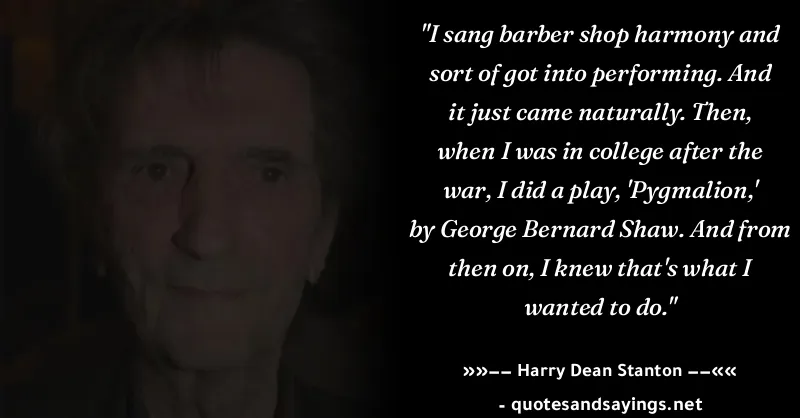 "I sang barber shop harmony and
sort of got into performing. And
it just came naturally. Then,
when I was in college after the
war, I did a play, 'Pygmalion,'
by George Bernard Shaw. And from
then on, I knew that's what I
wanted to do."
»»−− Harry Dean Stanton −−««
- quotesandsayings.net